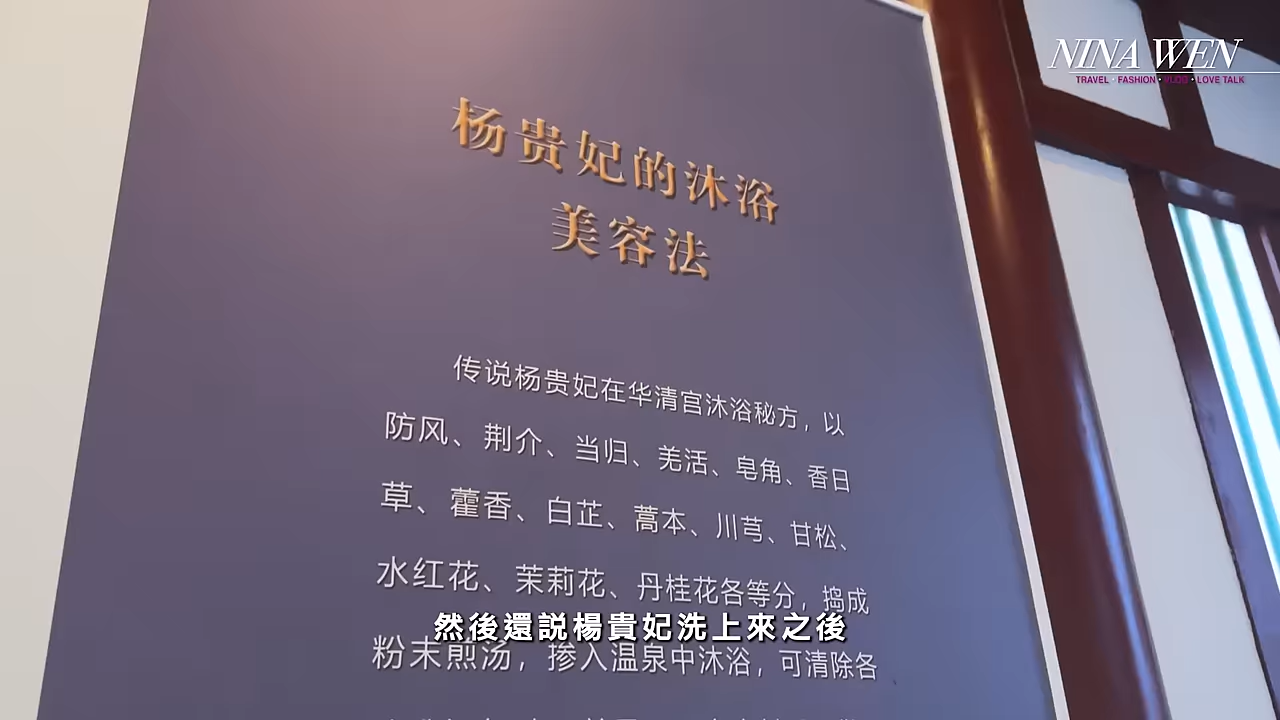 NINA WEN
TRAVEL • FASHION • VLOG • LOVE TALK
杨贵妃的沐浴
美容法
传说杨贵妃在华清宫沐浴秘方，以
防风、荆介、当归、羌活、皂角、香日
草、藿香、白芷、蒿本、川芎、甘松、
水红花、茉莉花、丹桂花各等分，捣成
然後還説楊貴妃洗上來之後
粉末煎汤，掺入温泉中沐浴，可清除各